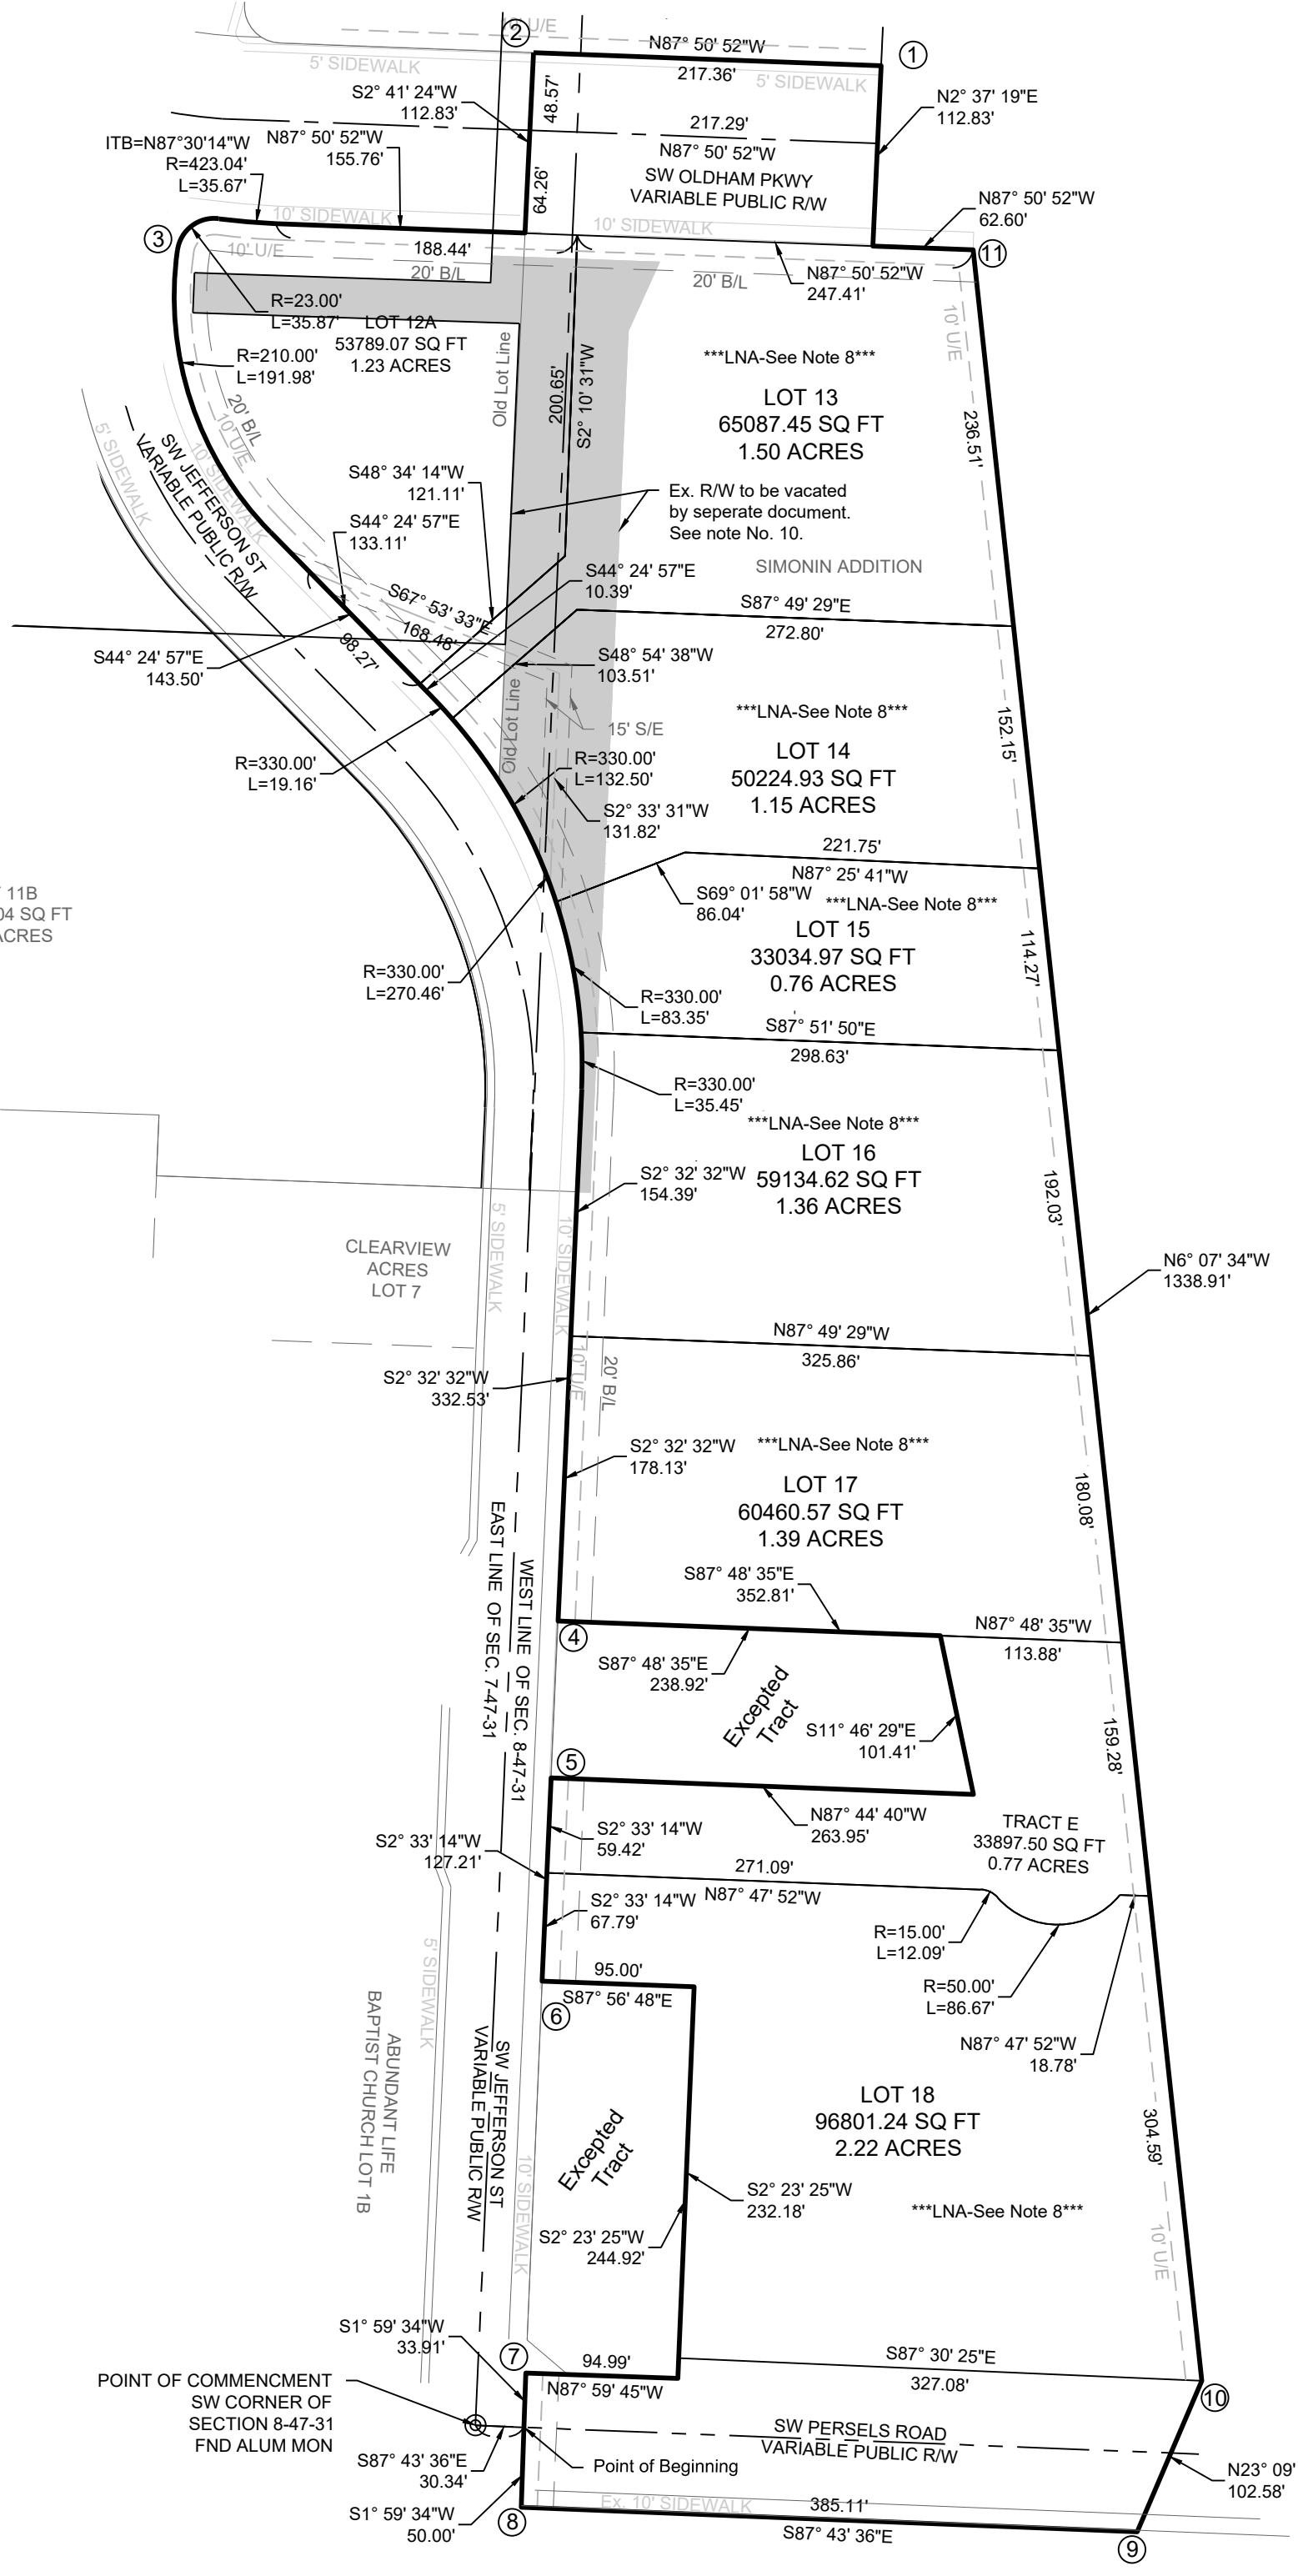 10' U/E
2
N87° 50' 52"W
1
5' SIDEWALK
217.36'
5' SIDEWALK
S2° 41' 24"W
112.83'
48.57'
N2° 37' 19"E
112.83'
217.29'
N87° 50' 52"W
ITB=N87°30'14"W
R=423.04'
L=35.67'
N87° 50' 52"W
155.76'
SW OLDHAM PKWY
VARIABLE PUBLIC R/W
64.26'
N87° 50' 52"W
62.60'
10' SIDEWALK
10' SIDEWALK
3
10' U/E
188.44'
20' B/L
11
N87° 50' 52"W
247.41'
20' B/L
R=23.00'
L=35.87'
LOT 12A
53789.07 SQ FT
1.23 ACRES
10' U/E
R=210.00'
L=191.98'
Old Lot Line
200.65'
S2° 10' 31"W
***LNA-See Note 8***
LOT 13
65087.45 SQ FT
1.50 ACRES
236.51'
20' B/L
10' U/E
10' SIDEWALK
5' SIDEWALK
SW JEFFERSON ST
VARIABLE PUBLIC R/W
S48° 34' 14"W
121.11'
Ex. R/W to be vacated
by seperate document.
See note No. 10.
S44° 24' 57"E
133.11'
SIMONIN ADDITION
S44° 24' 57"E
10.39'
S67° 53' 33"E
168.48'
S87° 49' 29"E
272.80'
98.27'
S44° 24' 57"E
143.50'
S48° 54' 38"W
103.51'
Old Lot Line
15' S/E
***LNA-See Note 8***
LOT 14
50224.93 SQ FT
1.15 ACRES
152.15'
R=330.00'
L=19.16'
R=330.00'
L=132.50'
S2° 33' 31"W
131.82'
221.75'
N87° 25' 41"W
S69° 01' 58"W
86.04'
***LNA-See Note 8***
LOT 15
33034.97 SQ FT
0.76 ACRES
114.27'
11B
04 SQ FT
ACRES
R=330.00'
L=270.46'
R=330.00'
L=83.35'
S87° 51' 50"E
298.63'
R=330.00'
L=35.45'
***LNA-See Note 8***
LOT 16
59134.62 SQ FT
1.36 ACRES
S2° 32' 32"W
154.39'
192.03'
5' SIDEWALK
10' SIDEWALK
CLEARVIEW
ACRES
LOT 7
N6° 07' 34"W
1338.91'
N87° 49' 29"W
325.86'
10' U/E
20' B/L
S2° 32' 32"W
332.53'
S2° 32' 32"W
178.13'
***LNA-See Note 8***
LOT 17
60460.57 SQ FT
1.39 ACRES
180.08'
EAST LINE OF SEC. 7-47-31
WEST LINE OF SEC. 8-47-31
S87° 48' 35"E
352.81'
4
N87° 48' 35"W
113.88'
S87° 48' 35"E
238.92'
Excepted
Tract
S11° 46' 29"E
101.41'
159.28'
5
N87° 44' 40"W
263.95'
S2° 33' 14"W
59.42'
S2° 33' 14"W
127.21'
TRACT E
33897.50 SQ FT
0.77 ACRES
271.09'
N87° 47' 52"W
S2° 33' 14"W
67.79'
R=15.00'
L=12.09'
5' SIDEWALK
95.00'
S87° 56' 48"E
6
R=50.00'
L=86.67'
N87° 47' 52"W
18.78'
ABUNDANT LIFE
BAPTIST CHURCH LOT 1B
SW JEFFERSON ST
VARIABLE PUBLIC R/W
LOT 18
96801.24 SQ FT
2.22 ACRES
304.59'
Excepted
Tract
10' SIDEWALK
S2° 23' 25"W
232.18'
***LNA-See Note 8***
S2° 23' 25"W
244.92'
10' U/E
S1° 59' 34"W
33.91'
7
94.99'
N87° 59' 45"W
S87° 30' 25"E
327.08'
10
POINT OF COMMENCMENT
SW CORNER OF
SECTION 8-47-31
FND ALUM MON
SW PERSELS ROAD
VARIABLE PUBLIC R/W
S87° 43' 36"E
30.34'
Point of Beginning
N23° 09'
102.58'
S1° 59' 34"W
50.00'
8
Ex. 10' SIDEWALK
385.11'
S87° 43' 36"E
9